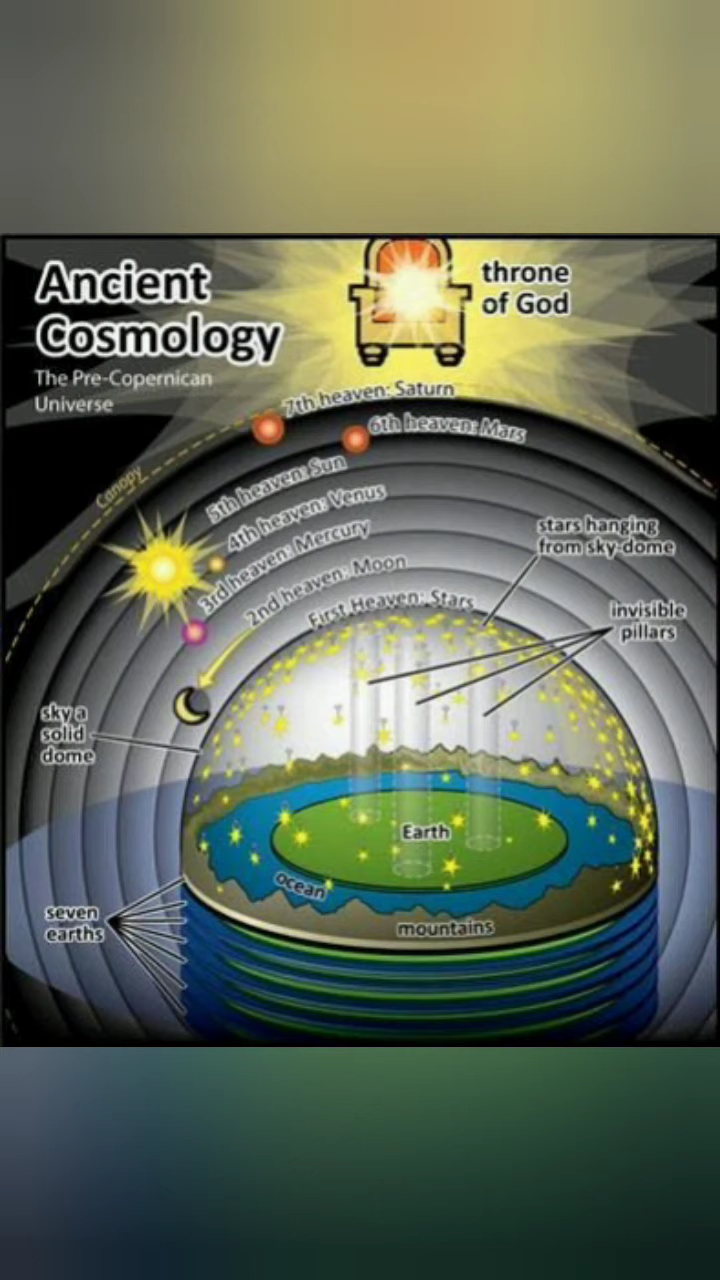 Ancient
Cosmology
The Pre-Copernican
Universe
throne
of God
Canopy
7th heaven: Saturn
6th heaven: Mars
5th heaven: Sun
4th heaven: Venus
3rd heaven: Mercury
2nd heaven: Moon
First Heaven: Stars
stars hanging
from sky-dome
invisible
pillars
sky a
solid
dome
Earth
ocean
mountains
seven
earths